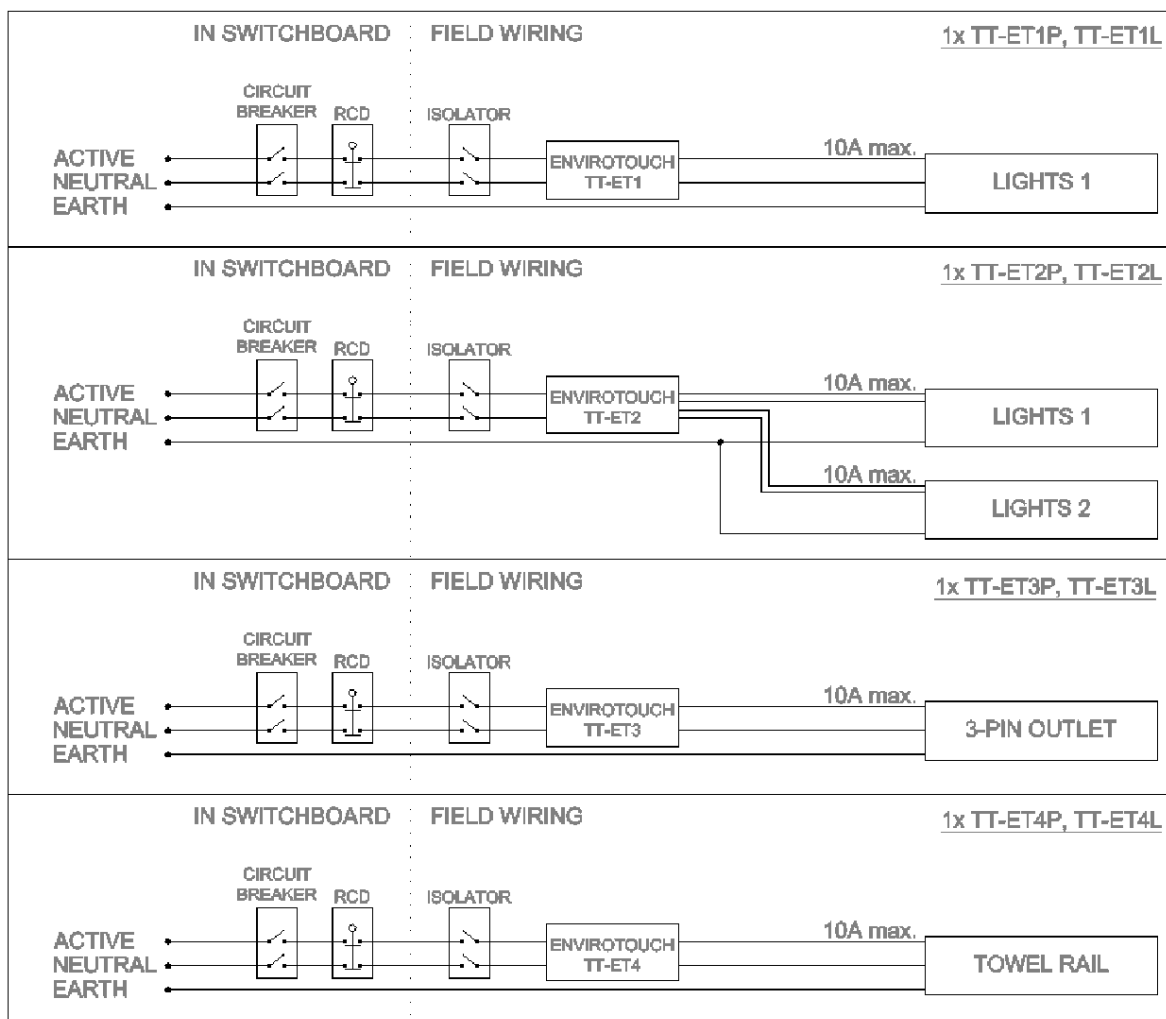 IN SWITCHBOARD FIELD WIRING 1x TT-ET1P, TT-ET1L
CIRCUIT
BREAKER RCD ISOLATOR
10A max.
ACTIVE ENVIROTOUCH
NEUTRAL TT-ET1 LIGHTS 1
EARTH
IN SWITCHBOARD FIELD WIRING 1x TT-ET2P, TT-ET2L
CIRCUIT
BREAKER RCD ISOLATOR
10A max.
ACTIVE ENVIROTOUCH
NEUTRAL TT-ET2 LIGHTS 1
EARTH
10A max.
LIGHTS 2
IN SWITCHBOARD FIELD WIRING 1x TT-ET3P, TT-ET3L
CIRCUIT
BREAKER RCD ISOLATOR
10A max.
ACTIVE ENVIROTOUCH
NEUTRAL TT-ET3 3-PIN OUTLET
EARTH
IN SWITCHBOARD FIELD WIRING 1x TT-ET4P, TT-ET4L
CIRCUIT
BREAKER RCD ISOLATOR
10A max.
ACTIVE ENVIROTOUCH
NEUTRAL TT-ET4 TOWEL RAIL
EARTH